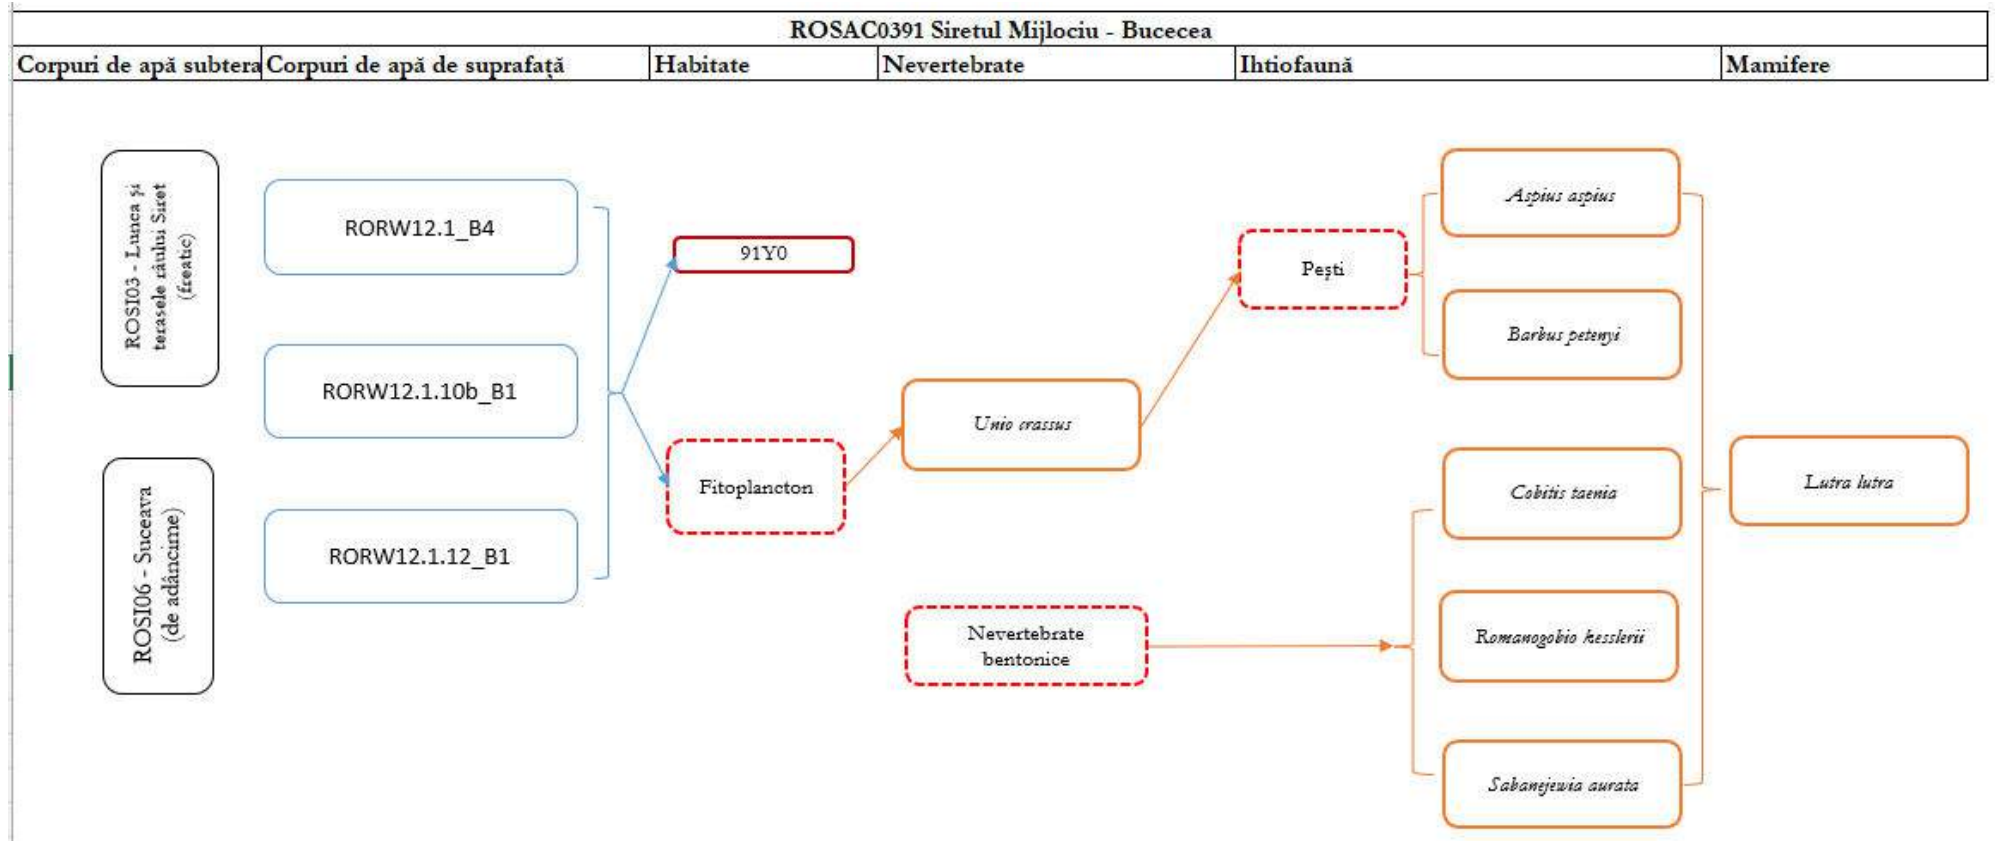 ROSAC0391 Siretul Mijlociu - Bucecea
Corpuri de apă subtera
Corpuri de apă de suprafață
Habitate
Nevertebrate
Ihtiofaună
Mamifere
ROSI03 - Lunca și
terasele râului Siret
(freatic)
ROSI06 - Suceava
(de adâncime)
RORW12.1_B4
RORW12.1.10b_B1
RORW12.1.12_B1
91Y0
Fitoplancton
Unio crassus
Nevertebrate
bentonice
Pești
Aspius aspius
Barbus petenyi
Cobitis taenia
Romanogobio kesslerii
Sabanejewia aurata
Lutra lutra